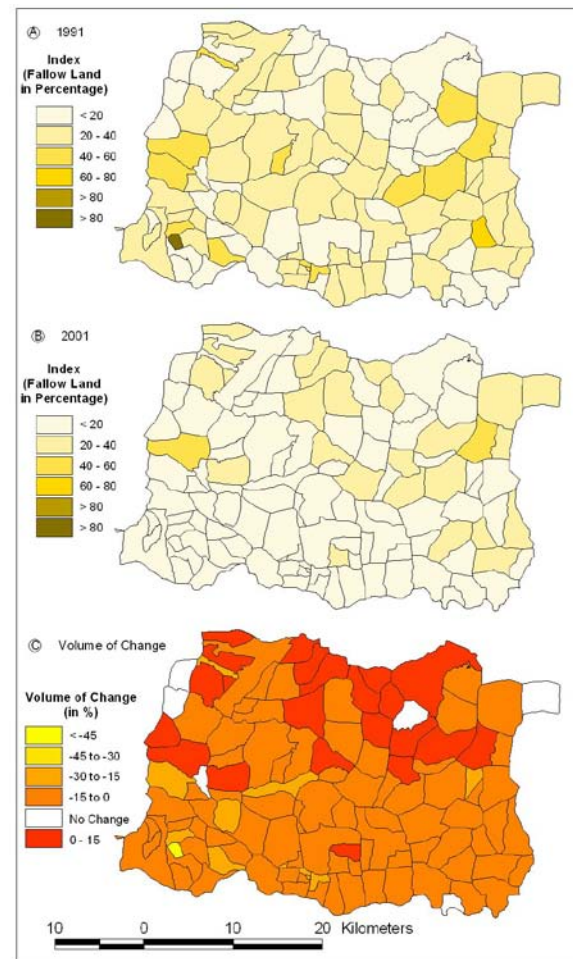 Ⓐ 1991
Index
(Fallow Land
in Percentage)
< 20
20 - 40
40 - 60
60 - 80
> 80
> 80
Ⓑ 2001
Index
(Fallow Land
in Percentage)
< 20
20 - 40
40 - 60
60 - 80
> 80
> 80
Ⓒ Volume of Change
Volume of Change
(in %)
< -45
-45 to -30
-30 to -15
-15 to 0
No Change
0 - 15
10 0 10 20 Kilometers